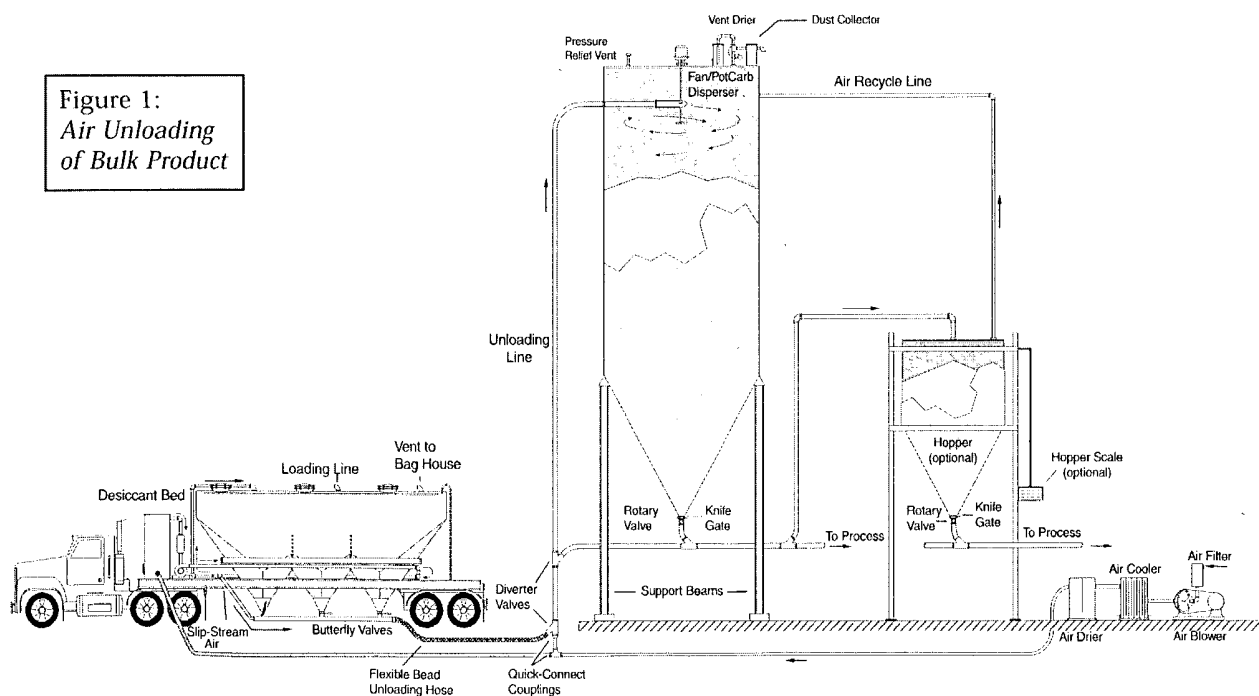 Figure 1:
Air Unloading
of Bulk Product
Pressure
Relief Vent
Vent Drier
Dust Collector
Fan/PotCarb
Disperser
Air Recycle Line
Unloading
Line
Desiccant Bed
Loading Line
Vent to
Bag House
Rotary
Valve
Knife
Gate
To Process
Hopper
(optional)
Hopper Scale
(optional)
Rotary
Valve
Knife
Gate
To Process
Air Filter
Air Cooler
Diverter
Valves
Support Beams
Slip-Stream
Air
Butterfly Valves
Air Drier
Air Blower
Flexible Bead
Unloading Hose
Quick-Connect
Couptings